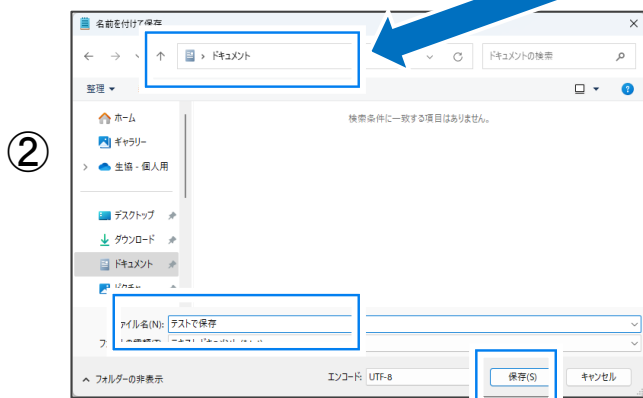 名前を付けて保存
ドキュメント
ドキュメントの検索
整理
②
ホーム
検索条件に一致する項目はありません。
ギャラリー
生協 - 個人用
デスクトップ
ダウンロード
ドキュメント
ピクチャ
ァイル名(N): テストで保存
フォルダーの非表示
エンコード: UTF-8
保存(S)
キャンセル